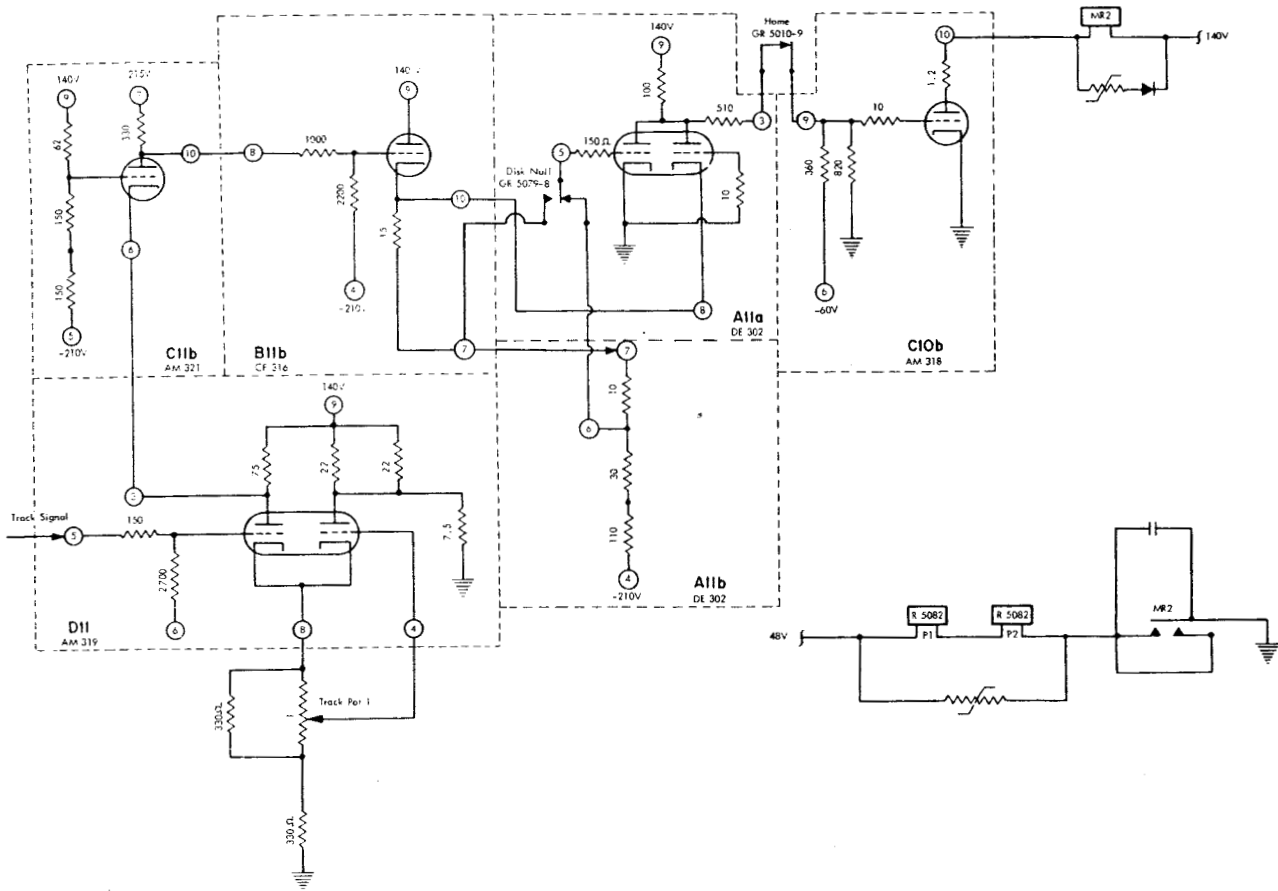 140V
9
62
150
150
5
-210V
215V
330
10
6
C11b
AM 321
140V
9
8
1000
2200
4
-210V
10
15
7
B11b
CF 316
140V
9
100
510
3
Disk Null
GR 5079-8
5
150 Ω
10
8
A11a
DE 302
Home
GR 5010-9
9
10
360
820
6
-60V
10
1.2
C10b
AM 318
MR2
140V
7
10
6
30
110
4
-210V
A11b
DE 302
140V
9
75
22
22
7.5
Track Signal
5
150
2700
6
8
4
D11
AM 319
330Ω
Track Pot 1
330 Ω
48V
R 5082
P1
R 5082
P2
MR2